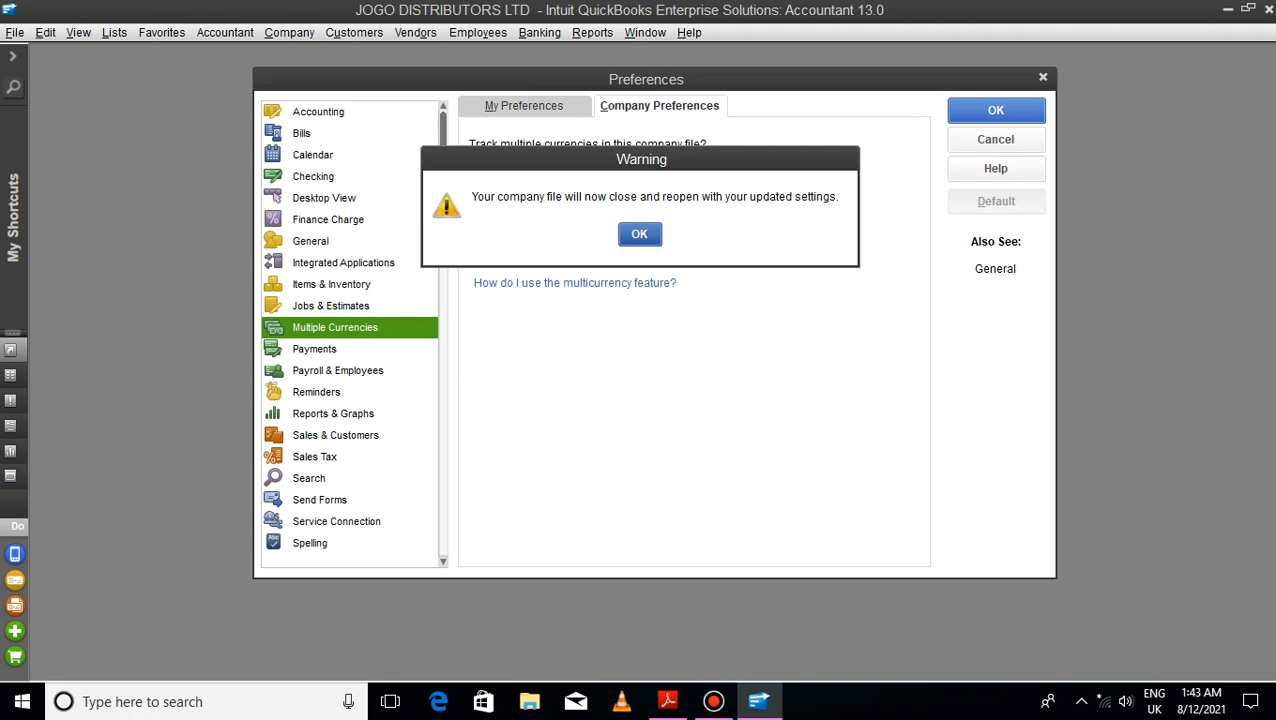 JOGO DISTRIBUTORS LTD - Intuit QuickBooks Enterprise Solutions: Accountant 13.0
File Edit View Lists Favorites Accountant Company Customers Vendors Employees Banking Reports Window Help
Preferences
My Shortcuts
Do
Accounting
Bills
Calendar
Checking
Desktop View
Finance Charge
General
Integrated Applications
Items & Inventory
Jobs & Estimates
Multiple Currencies
Payments
Payroll & Employees
Reminders
Reports & Graphs
Sales & Customers
Sales Tax
Search
Send Forms
Service Connection
Spelling
My Preferences
Company Preferences
Track multiple currencies in this company file?
Warning
Your company file will now close and reopen with your updated settings.
OK
How do I use the multicurrency feature?
OK
Cancel
Help
Default
Also See:
General
Type here to search
ENG
UK
1:43 AM
8/12/2021